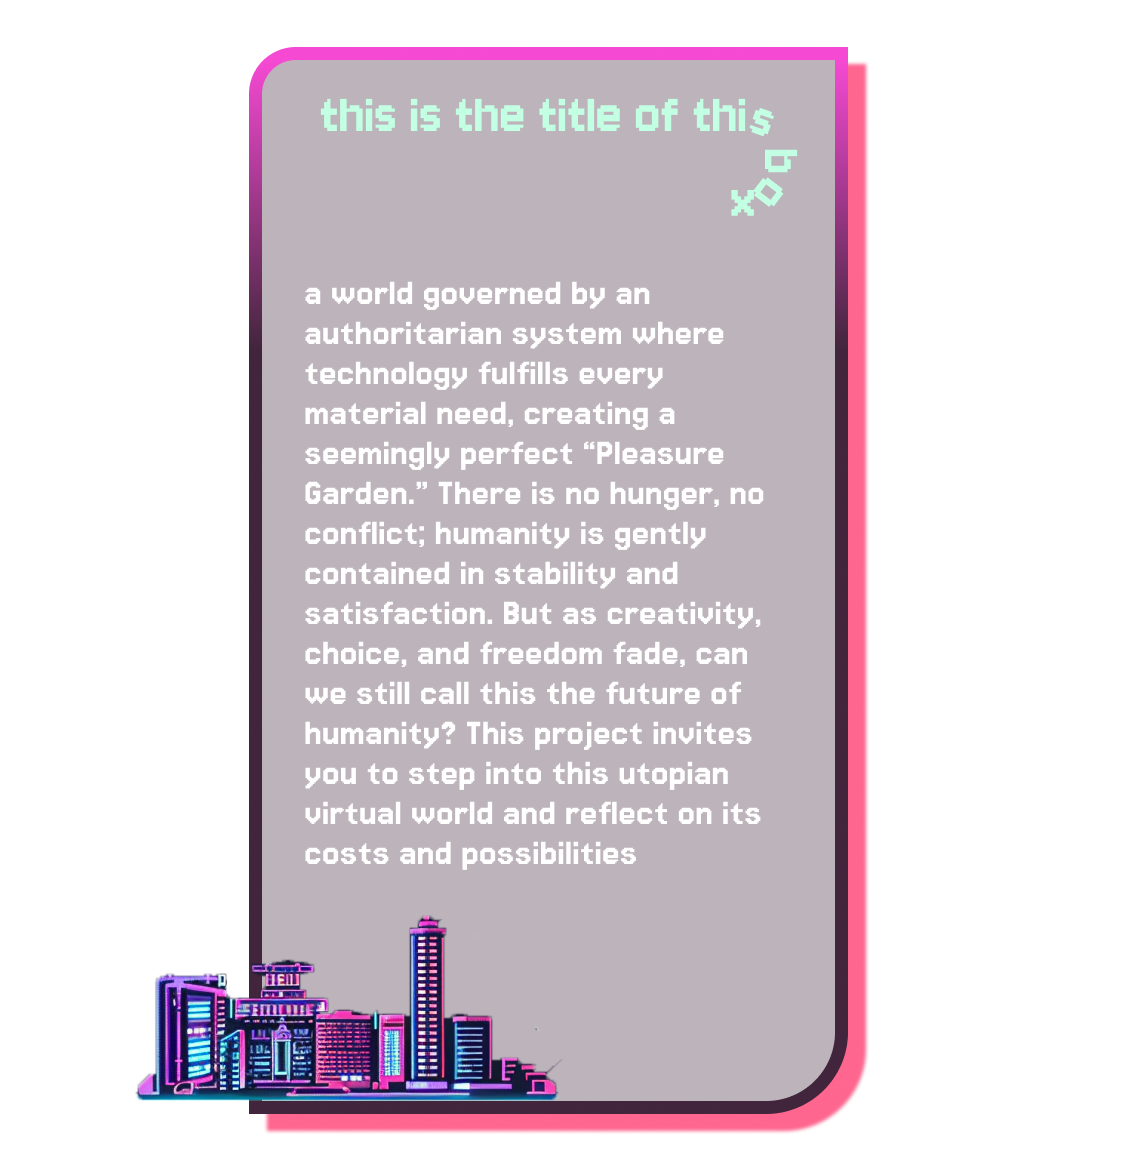 this is the title of this box
a world governed by an
authoritarian system where
technology fulfills every
material need, creating a
seemingly perfect “Pleasure
Garden.” There is no hunger, no
conflict; humanity is gently
contained in stability and
satisfaction. But as creativity,
choice, and freedom fade, can
we still call this the future of
humanity? This project invites
you to step into this utopian
virtual world and reflect on its
costs and possibilities